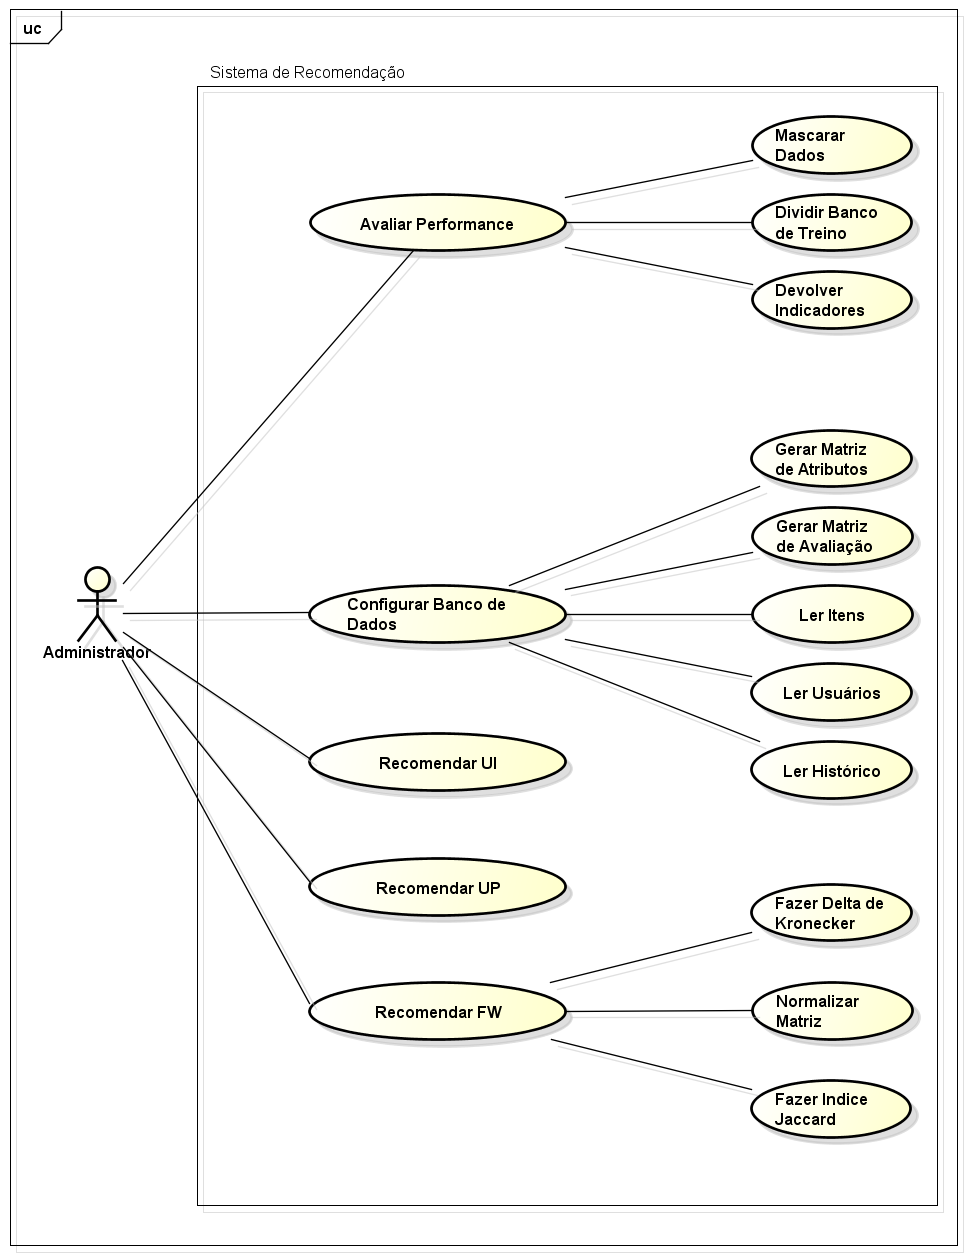 uc
Sistema de Recomendação
Mascarar
Dados
Avaliar Performance
Dividir Banco
de Treino
Devolver
Indicadores
Gerar Matriz
de Atributos
Gerar Matriz
de Avaliação
Administrador
Configurar Banco de
Dados
Ler Itens
Ler Usuários
Ler Histórico
Recomendar UI
Recomendar UP
Fazer Delta de
Kronecker
Recomendar FW
Normalizar
Matriz
Fazer Indice
Jaccard